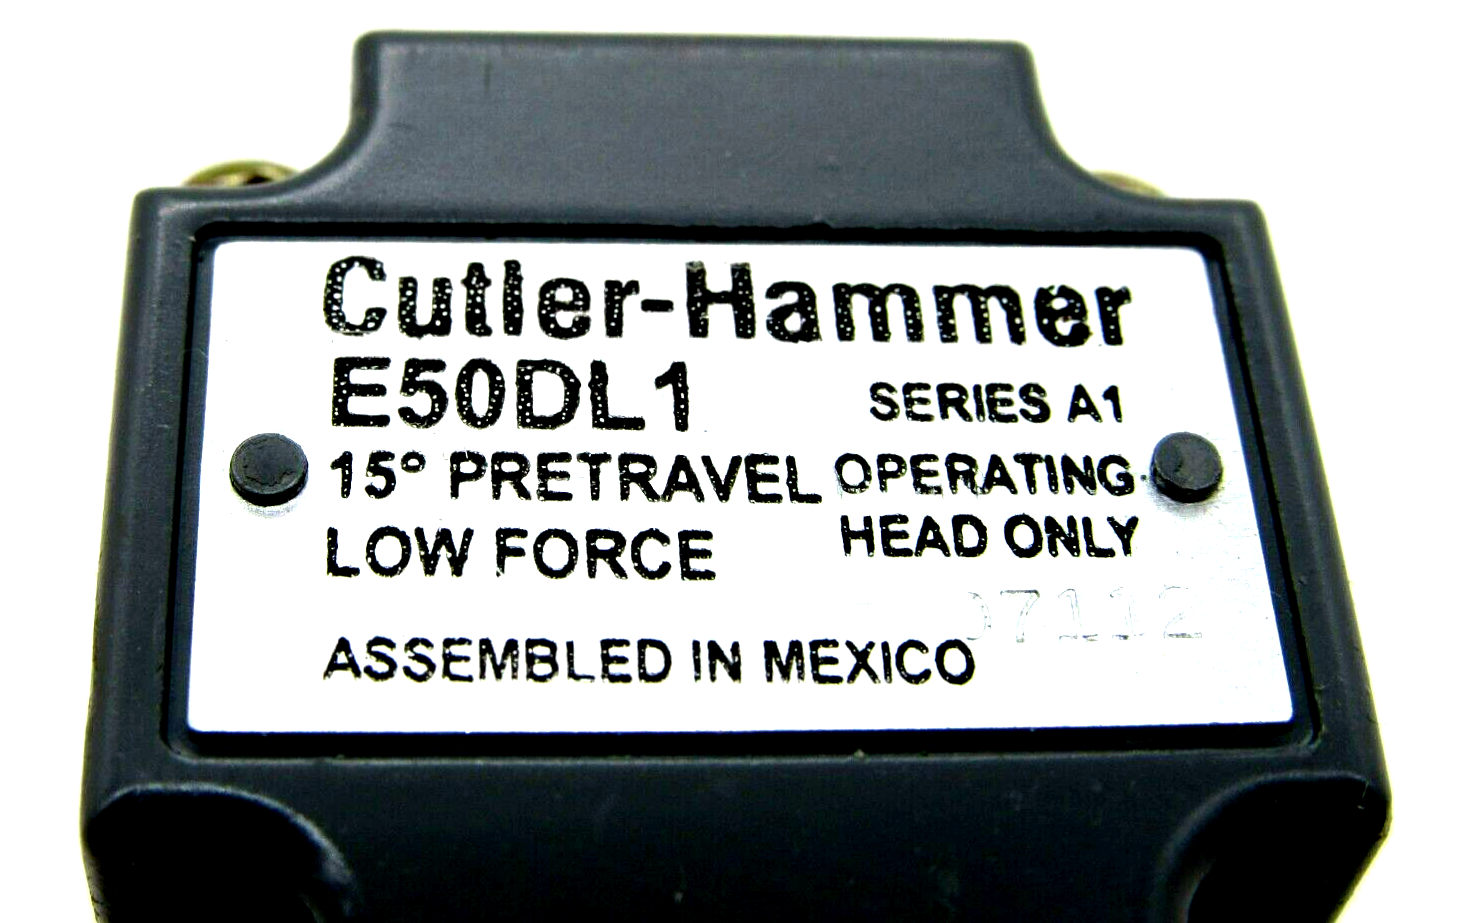 Cutler-Hammer
E50DL1 SERIES A1
15° PRETRAVEL OPERATING
LOW FORCE HEAD ONLY
ASSEMBLED IN MEXICO